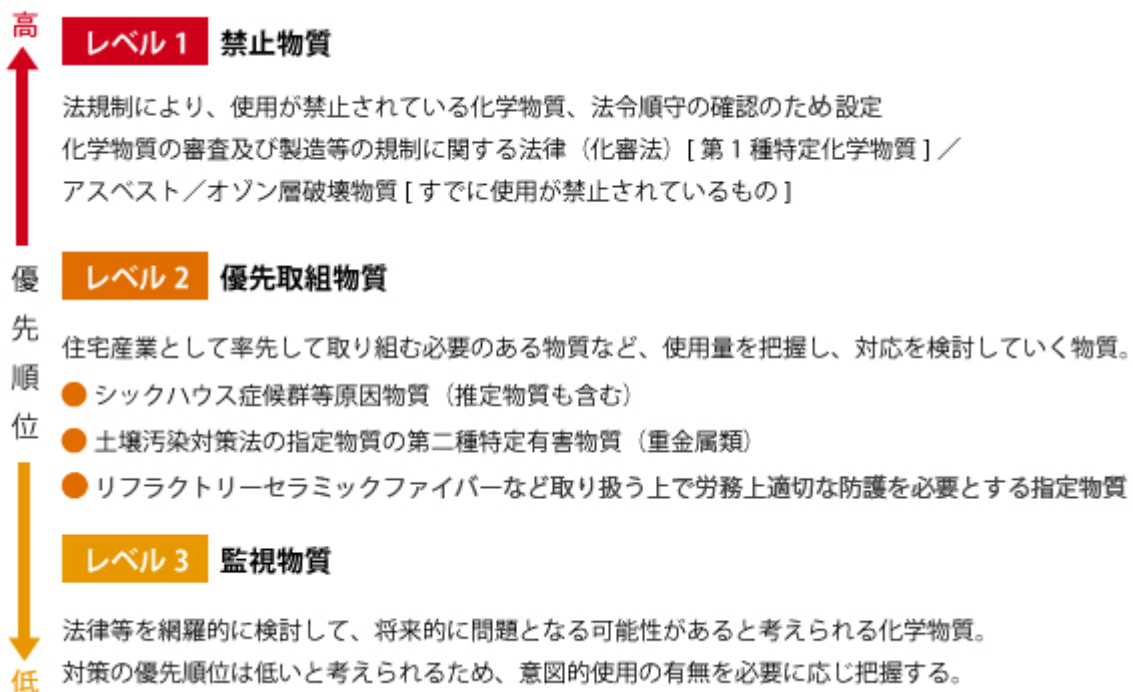 高
レベル 1 禁止物質
法規制により、使用が禁止されている化学物質、法令順守の確認のため設定
化学物質の審査及び製造等の規制に関する法律（化審法）[ 第 1 種特定化学物質 ] ／
アスベスト／オゾン層破壊物質 [ すでに使用が禁止されているもの ]
優先順位
レベル 2 優先取組物質
住宅産業として率先して取り組む必要のある物質など、使用量を把握し、対応を検討していく物質。
シックハウス症候群等原因物質（推定物質も含む）
土壌汚染対策法の指定物質の第二種特定有害物質（重金属類）
リフラクトリーセラミックファイバーなど取り扱う上で労務上適切な防護を必要とする指定物質
レベル 3 監視物質
法律等を網羅的に検討して、将来的に問題となる可能性があると考えられる化学物質。
対策の優先順位は低いと考えられるため、意図的使用の有無を必要に応じ把握する。
低